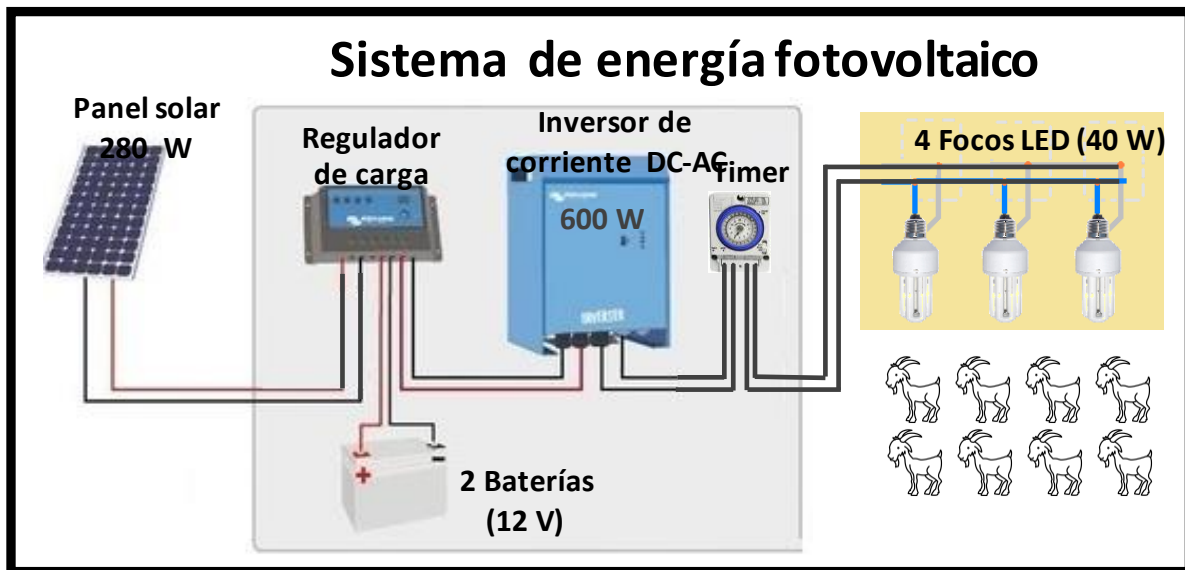 Sistema de energía fotovoltaico
Panel solar
280 W
Regulador
de carga
Inversor de
corriente DC-AC
600 W
Timer
4 Focos LED (40 W)
INVERTER
2 Baterías
(12 V)
+
-